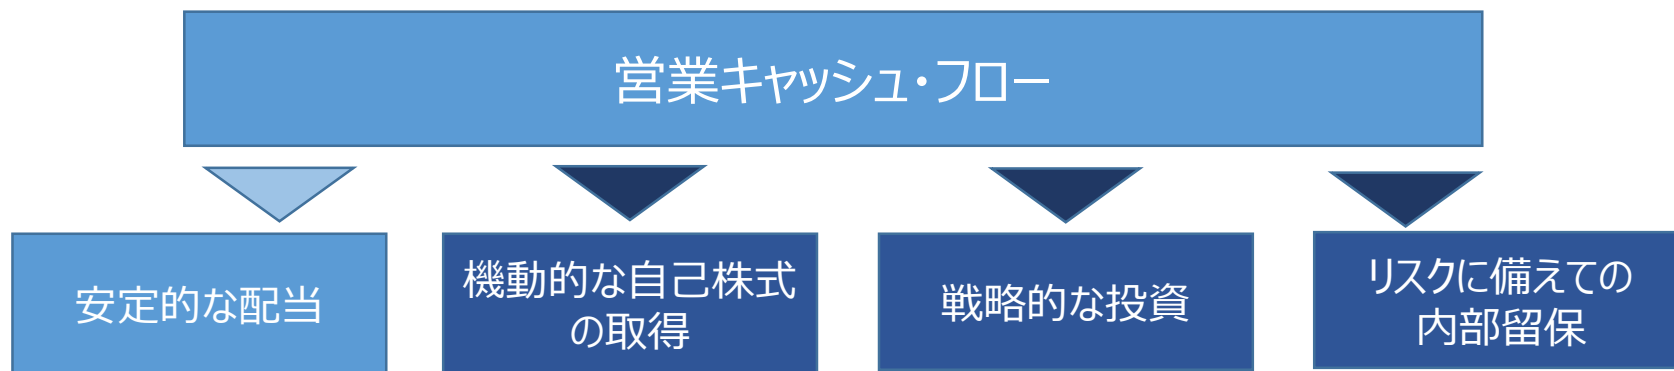 営業キャッシュ・フロー
安定的な配当
機動的な自己株式
の取得
戦略的な投資
リスクに備えての
内部留保